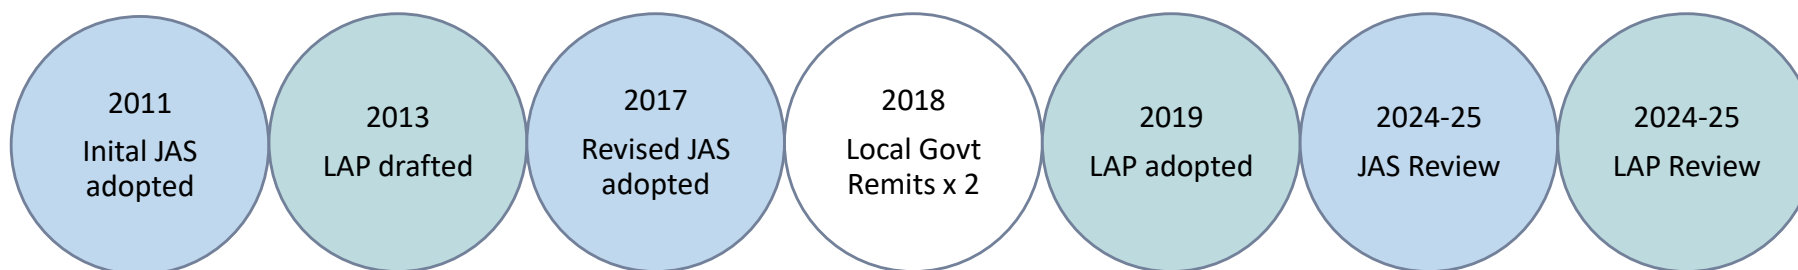 2011
Inital JAS
adopted
2013
LAP drafted
2017
Revised JAS
adopted
2018
Local Govt
Remits x 2
2019
LAP adopted
2024-25
JAS Review
2024-25
LAP Review